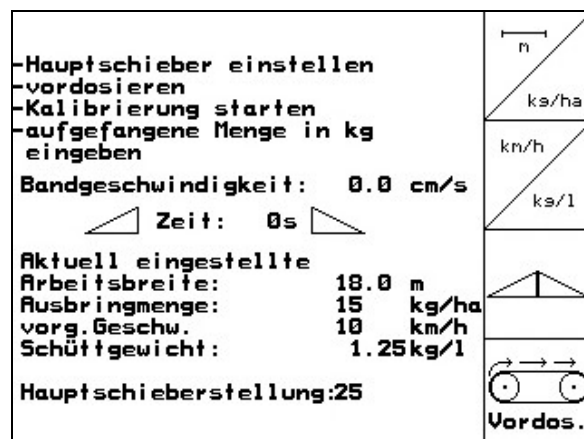 -Hauptschieber einstellen
-vordosieren
-Kalibrierung starten
-aufgefangene Menge in kg
eingeben
Bandgeschwindigkeit: 0.0 cm/s
Zeit: 0s
Aktuell eingestellte
Arbeitsbreite: 18.0 m
Ausbringmenge: 15 kg/ha
vorg.Geschw. 10 km/h
Schüttgewicht: 1.25kg/l
Hauptschieberstellung:25
m
kg/ha
km/h
kg/l
Vordos.